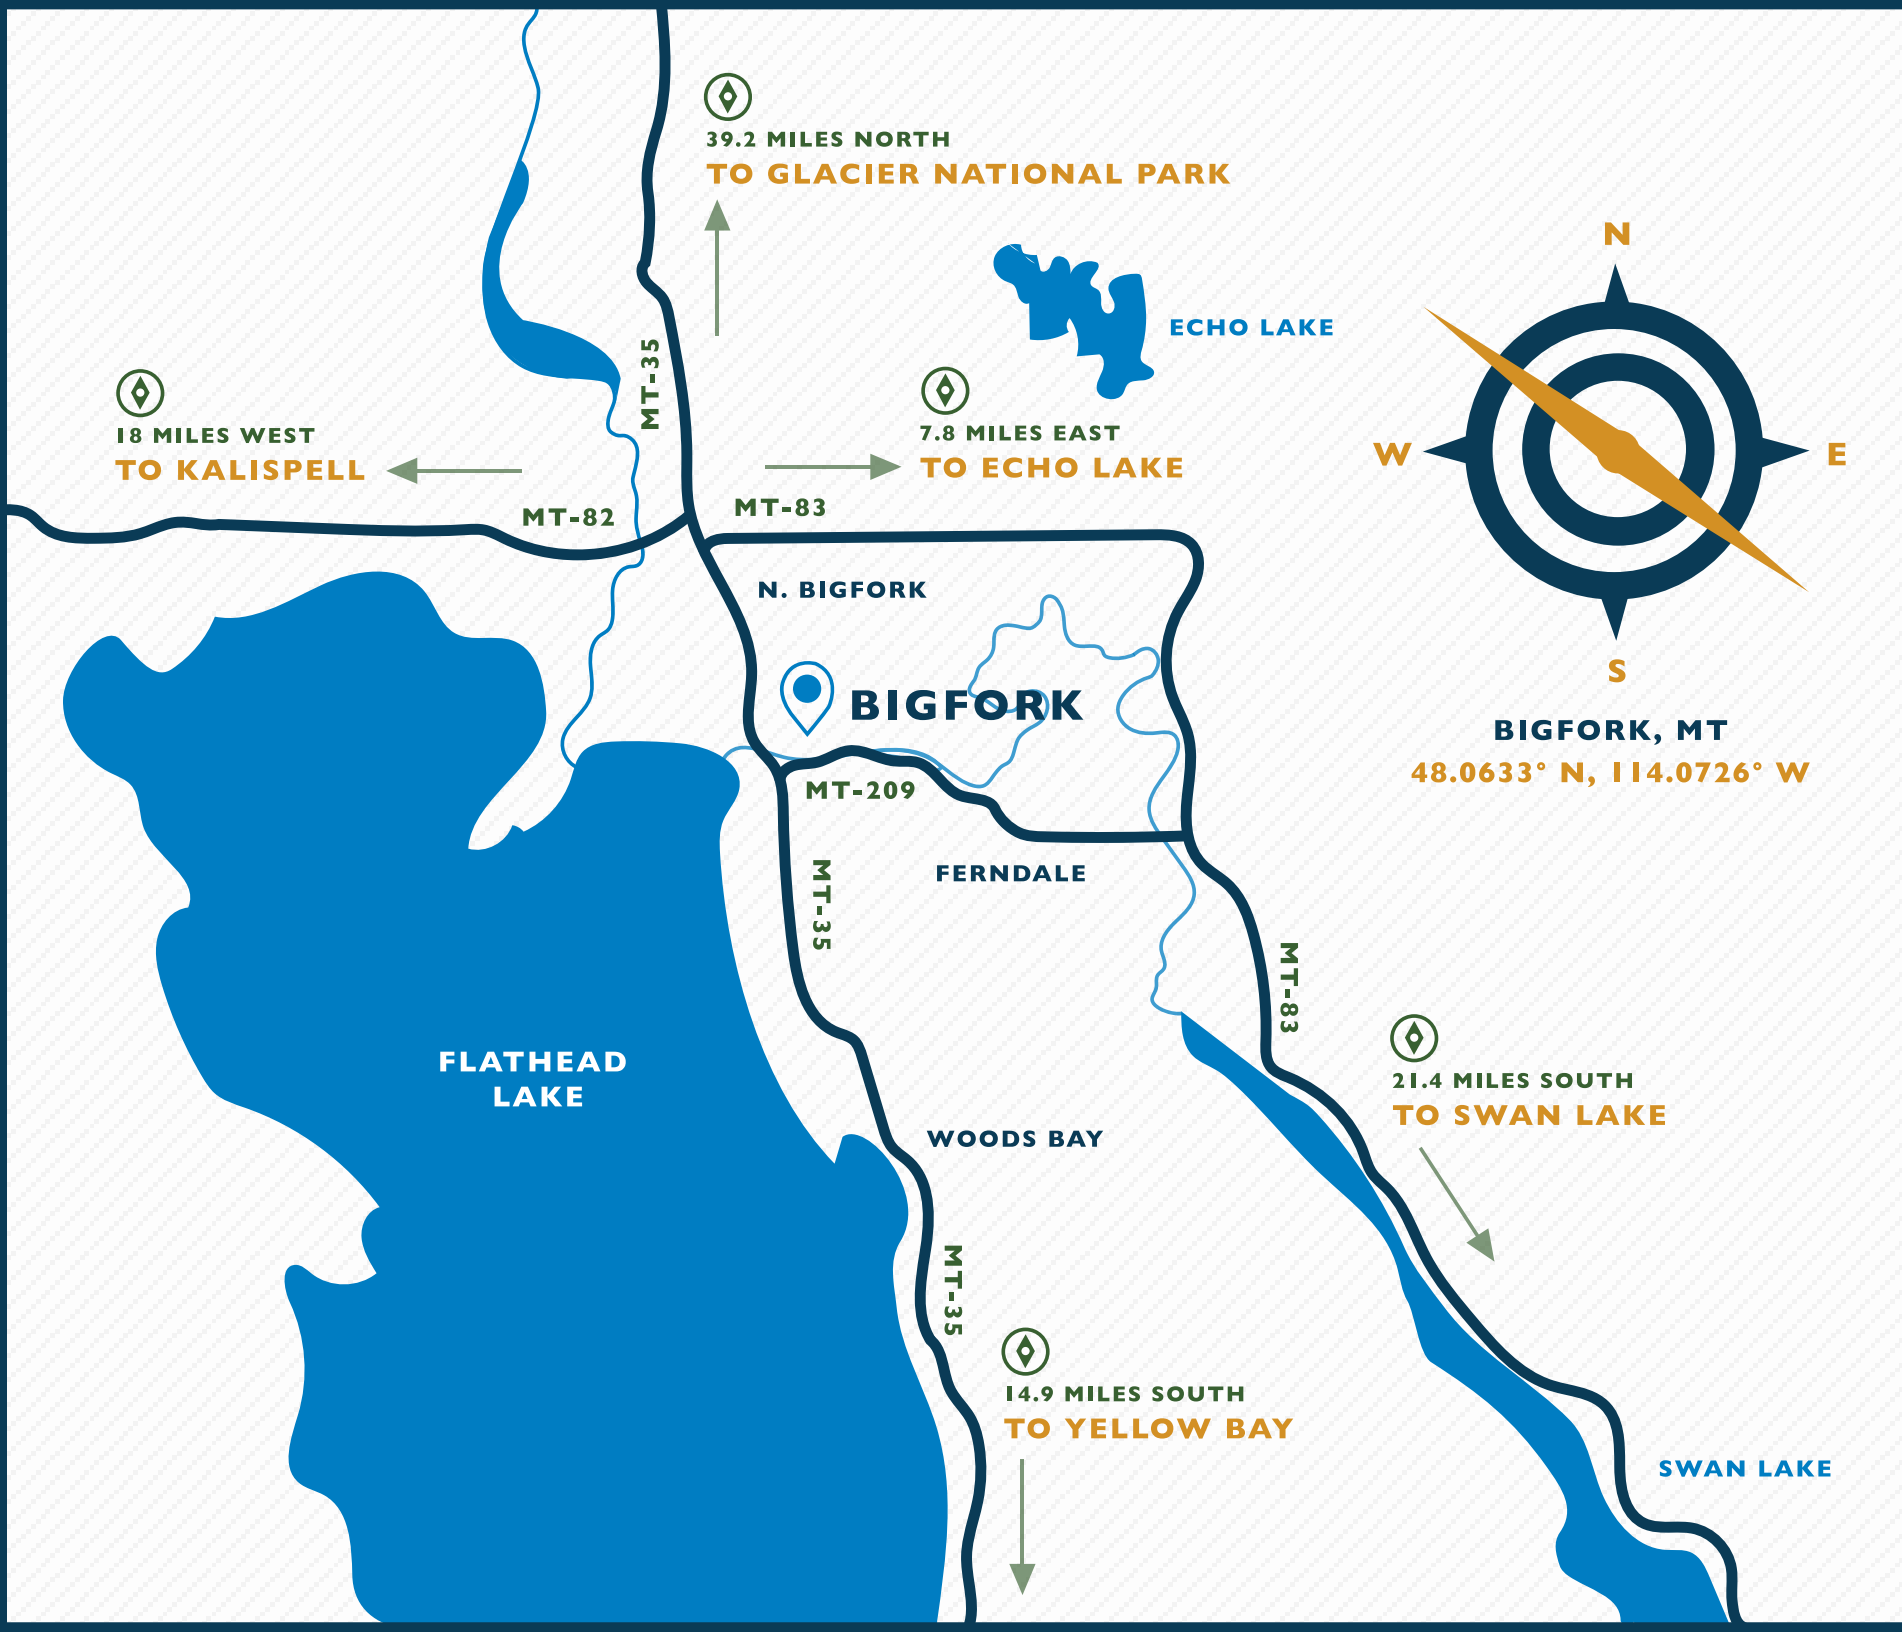 39.2 MILES NORTH
TO GLACIER NATIONAL PARK
N
ECHO LAKE
MT-35
18 MILES WEST
TO KALISPELL
7.8 MILES EAST
TO ECHO LAKE
W
E
MT-82
MT-83
N. BIGFORK
S
BIGFORK
BIGFORK, MT
48.0633° N, 114.0726° W
MT-209
FERNDALE
MT-35
MT-83
FLATHEAD
LAKE
21.4 MILES SOUTH
TO SWAN LAKE
WOODS BAY
MT-35
14.9 MILES SOUTH
TO YELLOW BAY
SWAN LAKE